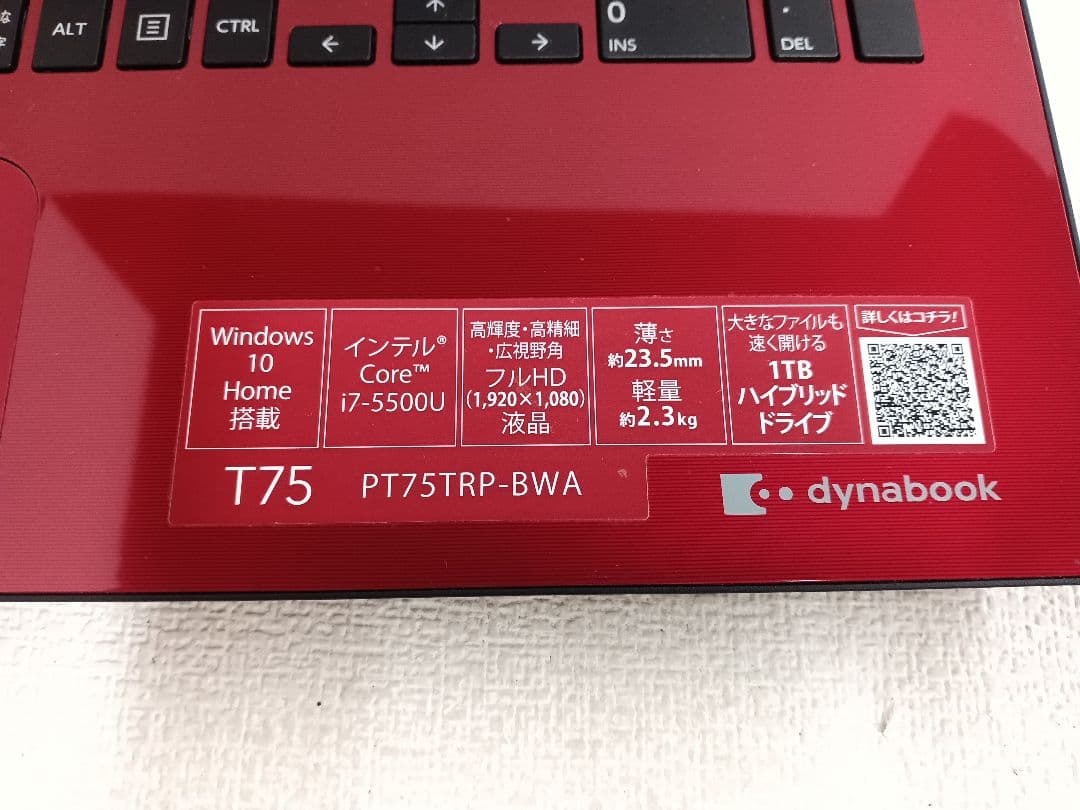 な
ALT
CTRL
←
↑
↓
→
0
INS
.
DEL
Windows
10
Home
搭載
インテル®
Core™
i7-5500U
高輝度・高精細
・広視野角
フルHD
(1,920×1,080)
液晶
薄さ
約23.5mm
軽量
約2.3kg
大きなファイルも
速く開ける
1TB
ハイブリッド
ドライブ
詳しくはコチラ!
T75
PT75TRP-BWA
dynabook